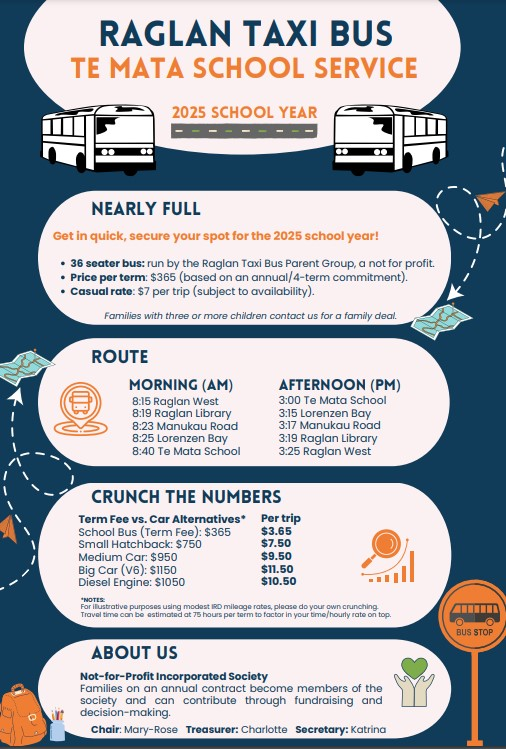 RAGLAN TAXI BUS
TE MATA SCHOOL SERVICE
2025 SCHOOL YEAR
NEARLY FULL
Get in quick, secure your spot for the 2025 school year!
• 36 seater bus: run by the Raglan Taxi Bus Parent Group, a not for profit.
• Price per term: $365 (based on an annual/4-term commitment).
• Casual rate: $7 per trip (subject to availability).
Families with three or more children contact us for a family deal.
ROUTE
MORNING (AM)
8:15 Raglan West
8:19 Raglan Library
8:23 Manukau Road
8:25 Lorenzen Bay
8:40 Te Mata School
AFTERNOON (PM)
3:00 Te Mata School
3:15 Lorenzen Bay
3:17 Manukau Road
3:19 Raglan Library
3:25 Raglan West
CRUNCH THE NUMBERS
Term Fee vs. Car Alternatives* Per trip
School Bus (Term Fee): $365 $3.65
Small Hatchback: $750 $7.50
Medium Car: $950 $9.50
Big Car (V6): $1150 $11.50
Diesel Engine: $1050 $10.50
*NOTES:
For illustrative purposes using modest IRD mileage rates, please do your own crunching.
Travel time can be estimated at 75 hours per term to factor in your time/hourly rate on top.
BUS STOP
ABOUT US
Not-for-Profit Incorporated Society
Families on an annual contract become members of the
society and can contribute through fundraising and
decision-making.
Chair: Mary-Rose Treasurer: Charlotte Secretary: Katrina